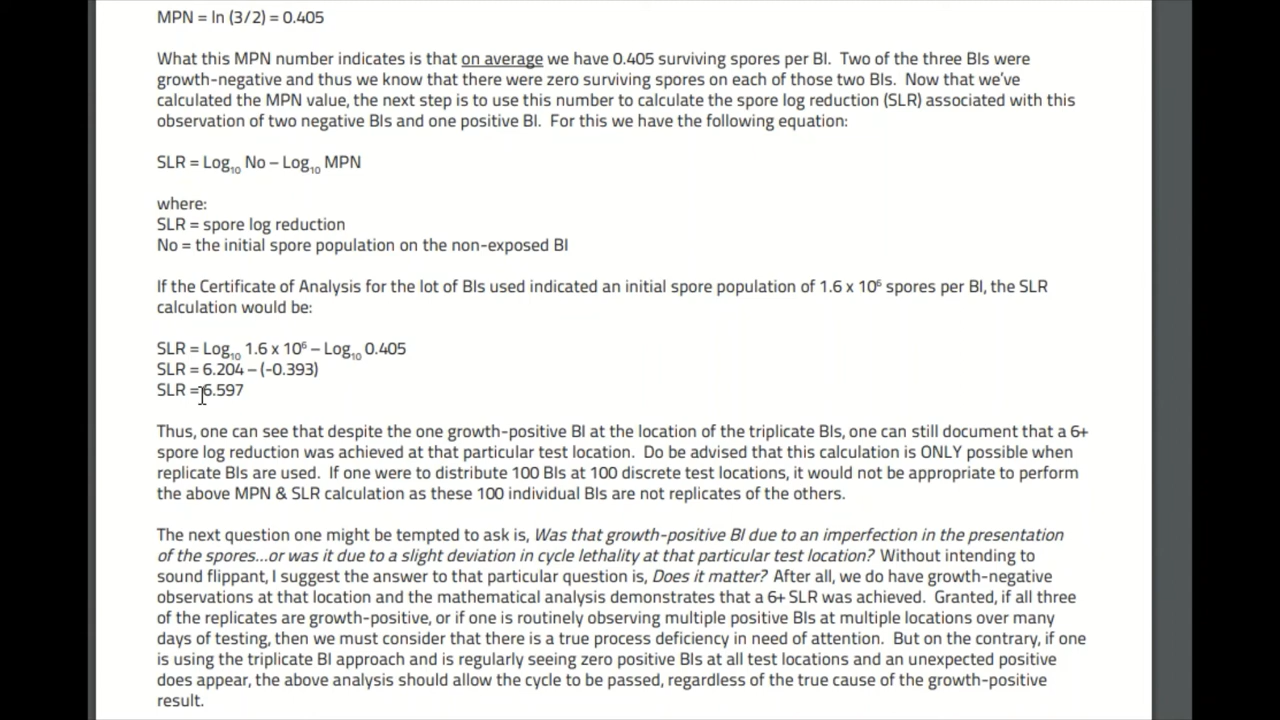 MPN = ln (3/2) = 0.405
What this MPN number indicates is that on average we have 0.405 surviving spores per BI.  Two of the three BIs were
growth-negative and thus we know that there were zero surviving spores on each of those two BIs.  Now that we've
calculated the MPN value, the next step is to use this number to calculate the spore log reduction (SLR) associated with this
observation of two negative BIs and one positive BI.  For this we have the following equation:
SLR = Log₁₀ No – Log₁₀ MPN
where:
SLR = spore log reduction
No = the initial spore population on the non-exposed BI
If the Certificate of Analysis for the lot of BIs used indicated an initial spore population of 1.6 x 10⁶ spores per BI, the SLR
calculation would be:
SLR = Log₁₀ 1.6 x 10⁶ – Log₁₀ 0.405
SLR = 6.204 – (-0.393)
SLR = 6.597
Thus, one can see that despite the one growth-positive BI at the location of the triplicate BIs, one can still document that a 6+
spore log reduction was achieved at that particular test location.  Do be advised that this calculation is ONLY possible when
replicate BIs are used.  If one were to distribute 100 BIs at 100 discrete test locations, it would not be appropriate to perform
the above MPN & SLR calculation as these 100 individual BIs are not replicates of the others.
The next question one might be tempted to ask is, Was that growth-positive BI due to an imperfection in the presentation
of the spores...or was it due to a slight deviation in cycle lethality at that particular test location? Without intending to
sound flippant, I suggest the answer to that particular question is, Does it matter? After all, we do have growth-negative
observations at that location and the mathematical analysis demonstrates that a 6+ SLR was achieved.  Granted, if all three
of the replicates are growth-positive, or if one is routinely observing multiple positive BIs at multiple locations over many
days of testing, then we must consider that there is a true process deficiency in need of attention.  But on the contrary, if one
is using the triplicate BI approach and is regularly seeing zero positive BIs at all test locations and an unexpected positive
does appear, the above analysis should allow the cycle to be passed, regardless of the true cause of the growth-positive
result.